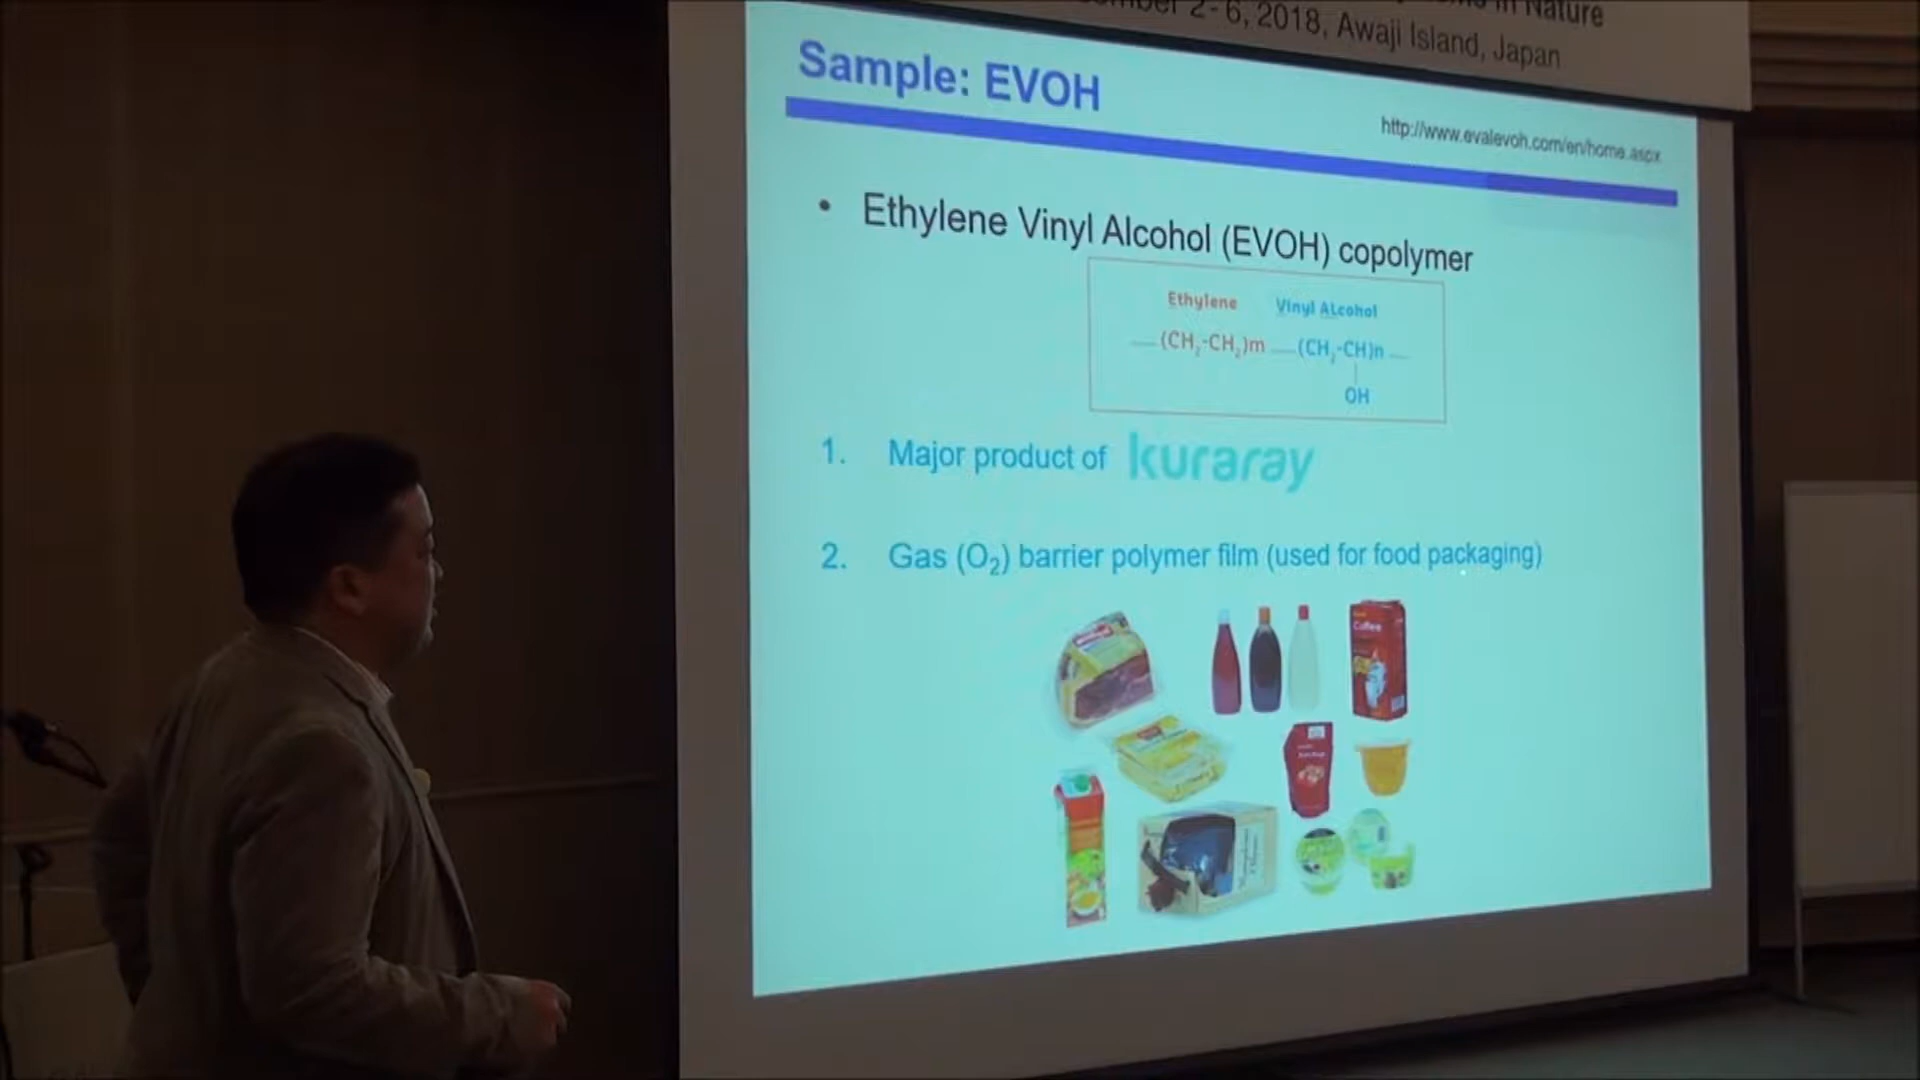 in Nature
2-6, 2018, Awaji Island, Japan
Sample: EVOH
http://www.evalevoh.com/en/home.aspx
• Ethylene Vinyl Alcohol (EVOH) copolymer
Ethylene Vinyl ALcohol
(CH₂-CH₂)m (CH₂-CH)n
OH
1. Major product of kuraray
2. Gas (O₂) barrier polymer film (used for food packaging)
Coffee